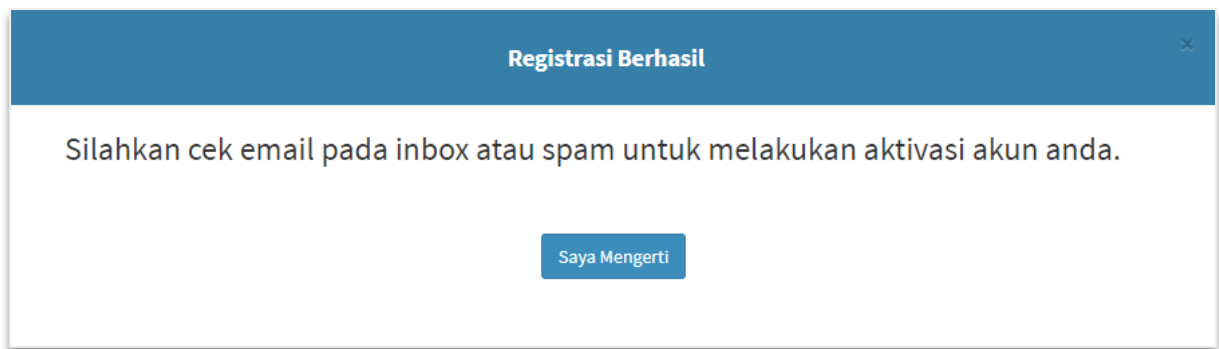 Registrasi Berhasil
×
Silahkan cek email pada inbox atau spam untuk melakukan aktivasi akun anda.
Saya Mengerti